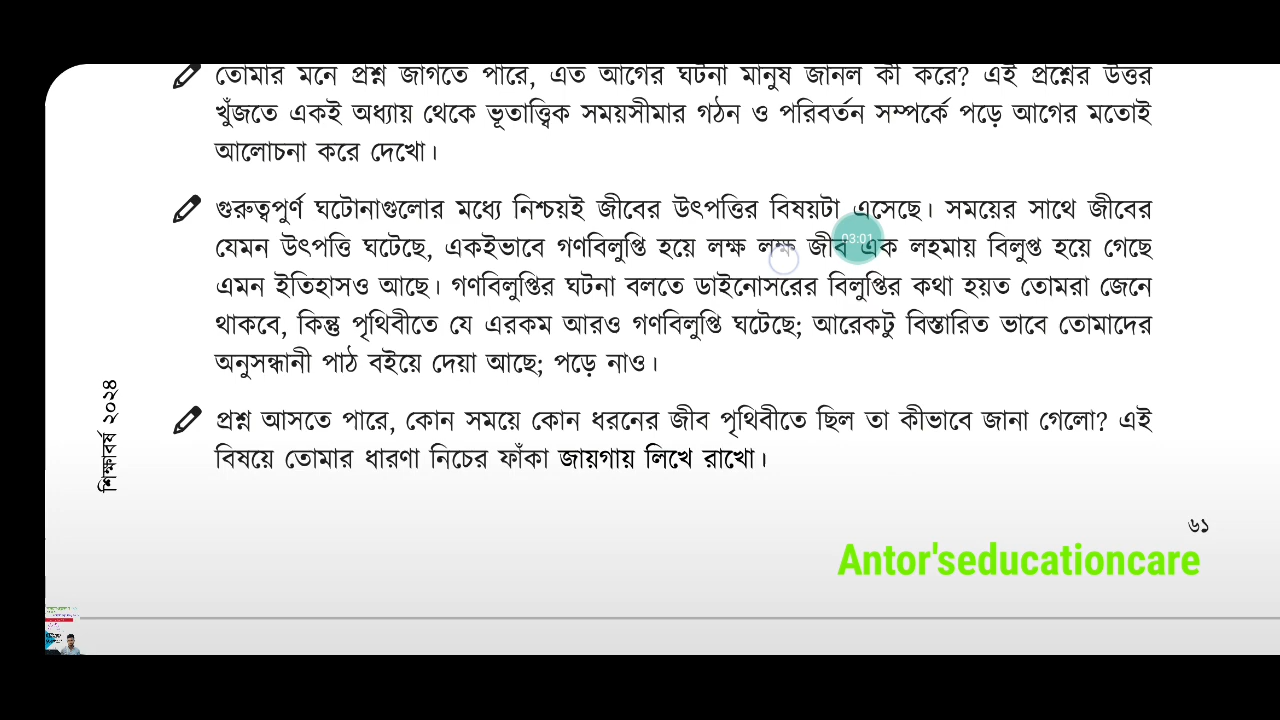 তোমার মনে প্রশ্ন জাগতে পারে, এত আগের ঘটনা মানুষ জানল কী করে? এই প্রশ্নের উত্তর
খুঁজতে একই অধ্যায় থেকে ভূতাত্ত্বিক সময়সীমার গঠন ও পরিবর্তন সম্পর্কে পড়ে আগের মতোই
আলোচনা করে দেখো।
গুরুত্বপুর্ণ ঘটোনাগুলোর মধ্যে নিশ্চয়ই জীবের উৎপত্তির বিষয়টা এসেছে। সময়ের সাথে জীবের
যেমন উৎপত্তি ঘটেছে, একইভাবে গণবিলুপ্তি হয়ে লক্ষ লক্ষ জীব এক লহমায় বিলুপ্ত হয়ে গেছে
03:01
এমন ইতিহাসও আছে। গণবিলুপ্তির ঘটনা বলতে ডাইনোসরের বিলুপ্তির কথা হয়ত তোমরা জেনে
থাকবে, কিন্তু পৃথিবীতে যে এরকম আরও গণবিলুপ্তি ঘটেছে; আরেকটু বিস্তারিত ভাবে তোমাদের
অনুসন্ধানী পাঠ বইয়ে দেয়া আছে; পড়ে নাও।
প্রশ্ন আসতে পারে, কোন সময়ে কোন ধরনের জীব পৃথিবীতে ছিল তা কীভাবে জানা গেলো? এই
বিষয়ে তোমার ধারণা নিচের ফাঁকা জায়গায় লিখে রাখো।
শিক্ষাবর্ষ ২০২৪
৬১
Antor'seducationcare